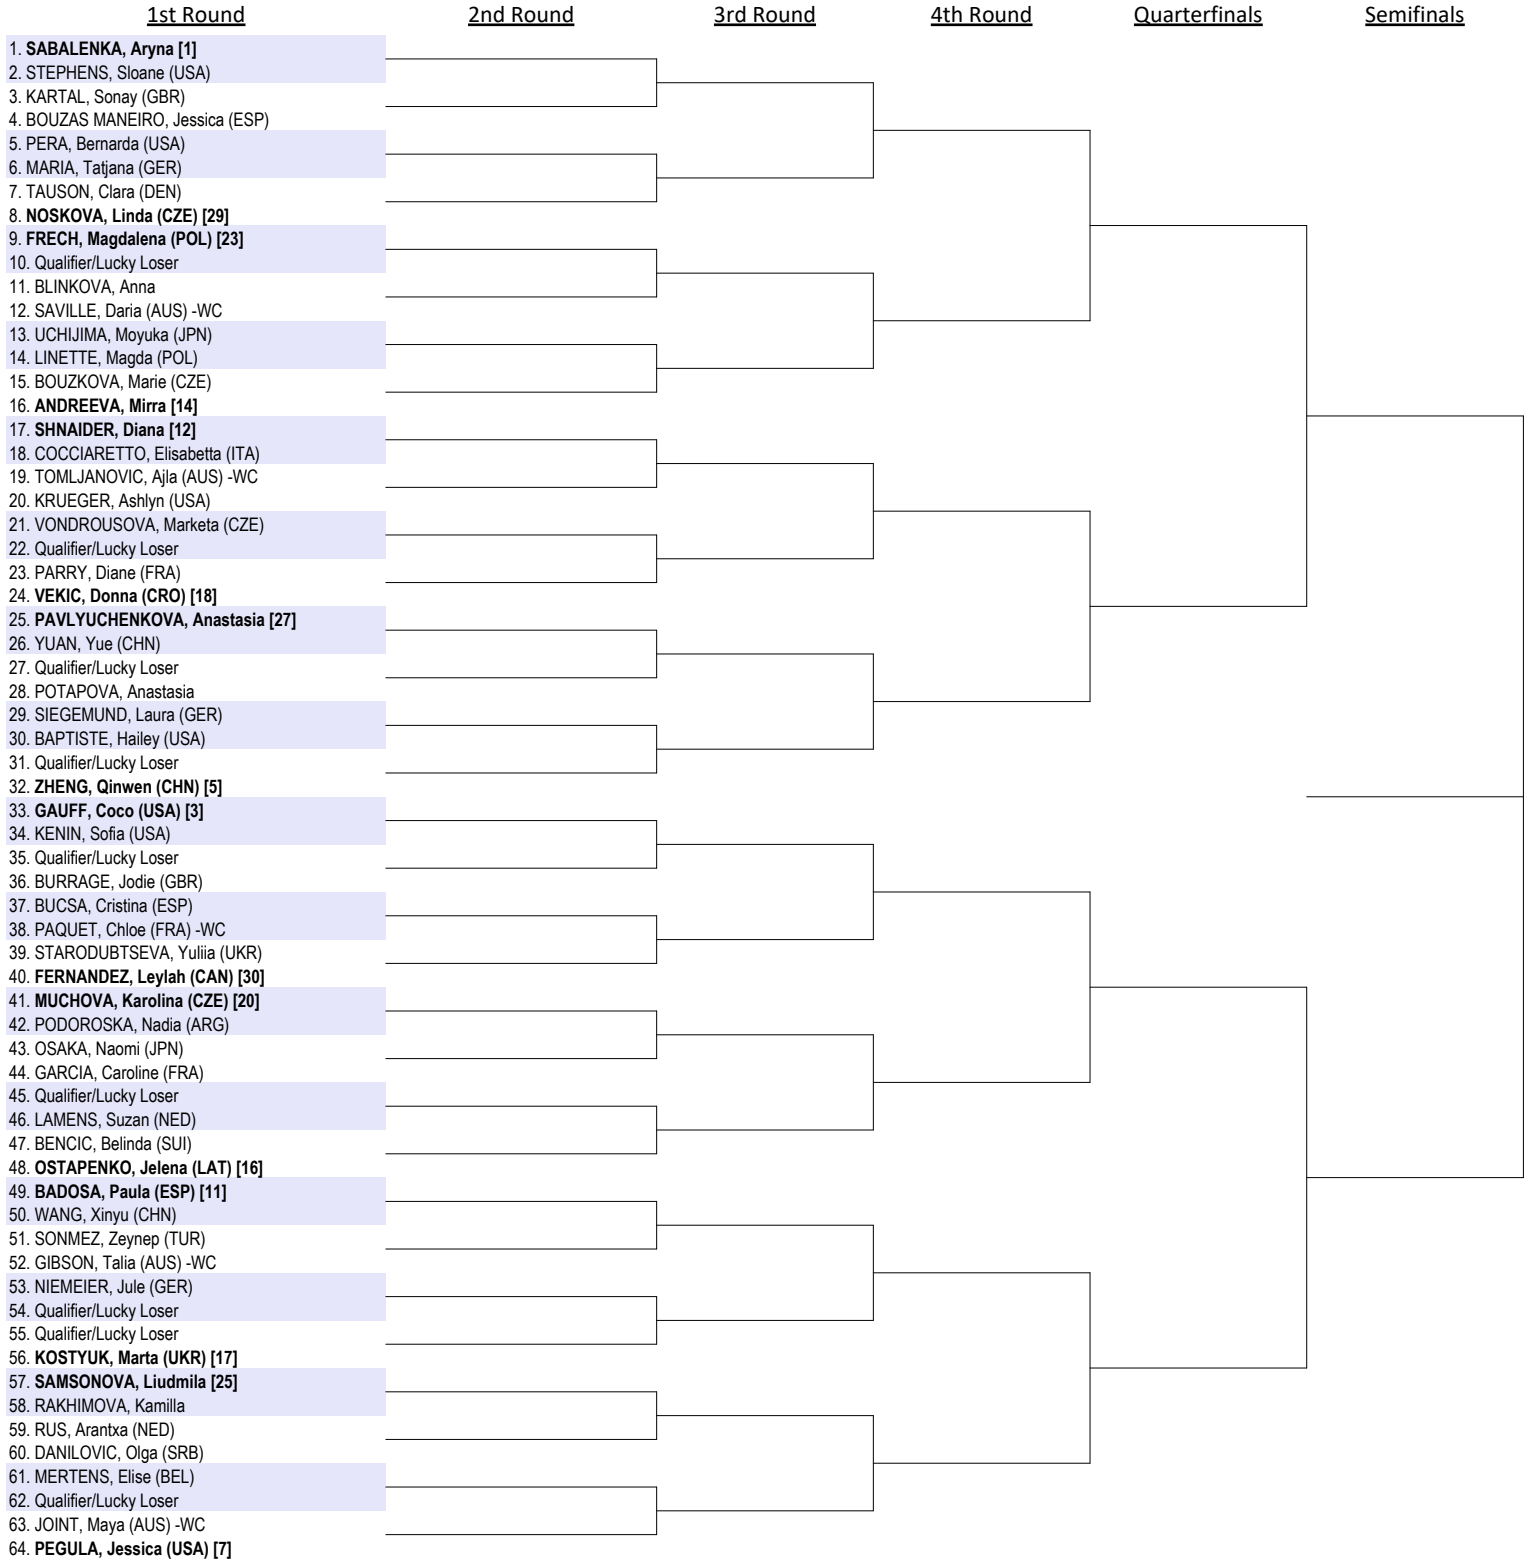 1st Round 2nd Round 3rd Round 4th Round Quarterfinals Semifinals
1. SABALENKA, Aryna [1]
2. STEPHENS, Sloane (USA)
3. KARTAL, Sonay (GBR)
4. BOUZAS MANEIRO, Jessica (ESP)
5. PERA, Bernarda (USA)
6. MARIA, Tatjana (GER)
7. TAUSON, Clara (DEN)
8. NOSKOVA, Linda (CZE) [29]
9. FRECH, Magdalena (POL) [23]
10. Qualifier/Lucky Loser
11. BLINKOVA, Anna
12. SAVILLE, Daria (AUS) -WC
13. UCHIJIMA, Moyuka (JPN)
14. LINETTE, Magda (POL)
15. BOUZKOVA, Marie (CZE)
16. ANDREEVA, Mirra [14]
17. SHNAIDER, Diana [12]
18. COCCIARETTO, Elisabetta (ITA)
19. TOMLJANOVIC, Ajla (AUS) -WC
20. KRUEGER, Ashlyn (USA)
21. VONDROUSOVA, Marketa (CZE)
22. Qualifier/Lucky Loser
23. PARRY, Diane (FRA)
24. VEKIC, Donna (CRO) [18]
25. PAVLYUCHENKOVA, Anastasia [27]
26. YUAN, Yue (CHN)
27. Qualifier/Lucky Loser
28. POTAPOVA, Anastasia
29. SIEGEMUND, Laura (GER)
30. BAPTISTE, Hailey (USA)
31. Qualifier/Lucky Loser
32. ZHENG, Qinwen (CHN) [5]
33. GAUFF, Coco (USA) [3]
34. KENIN, Sofia (USA)
35. Qualifier/Lucky Loser
36. BURRAGE, Jodie (GBR)
37. BUCSA, Cristina (ESP)
38. PAQUET, Chloe (FRA) -WC
39. STARODUBTSEVA, Yuliia (UKR)
40. FERNANDEZ, Leylah (CAN) [30]
41. MUCHOVA, Karolina (CZE) [20]
42. PODOROSKA, Nadia (ARG)
43. OSAKA, Naomi (JPN)
44. GARCIA, Caroline (FRA)
45. Qualifier/Lucky Loser
46. LAMENS, Suzan (NED)
47. BENCIC, Belinda (SUI)
48. OSTAPENKO, Jelena (LAT) [16]
49. BADOSA, Paula (ESP) [11]
50. WANG, Xinyu (CHN)
51. SONMEZ, Zeynep (TUR)
52. GIBSON, Talia (AUS) -WC
53. NIEMEIER, Jule (GER)
54. Qualifier/Lucky Loser
55. Qualifier/Lucky Loser
56. KOSTYUK, Marta (UKR) [17]
57. SAMSONOVA, Liudmila [25]
58. RAKHIMOVA, Kamilla
59. RUS, Arantxa (NED)
60. DANILOVIC, Olga (SRB)
61. MERTENS, Elise (BEL)
62. Qualifier/Lucky Loser
63. JOINT, Maya (AUS) -WC
64. PEGULA, Jessica (USA) [7]